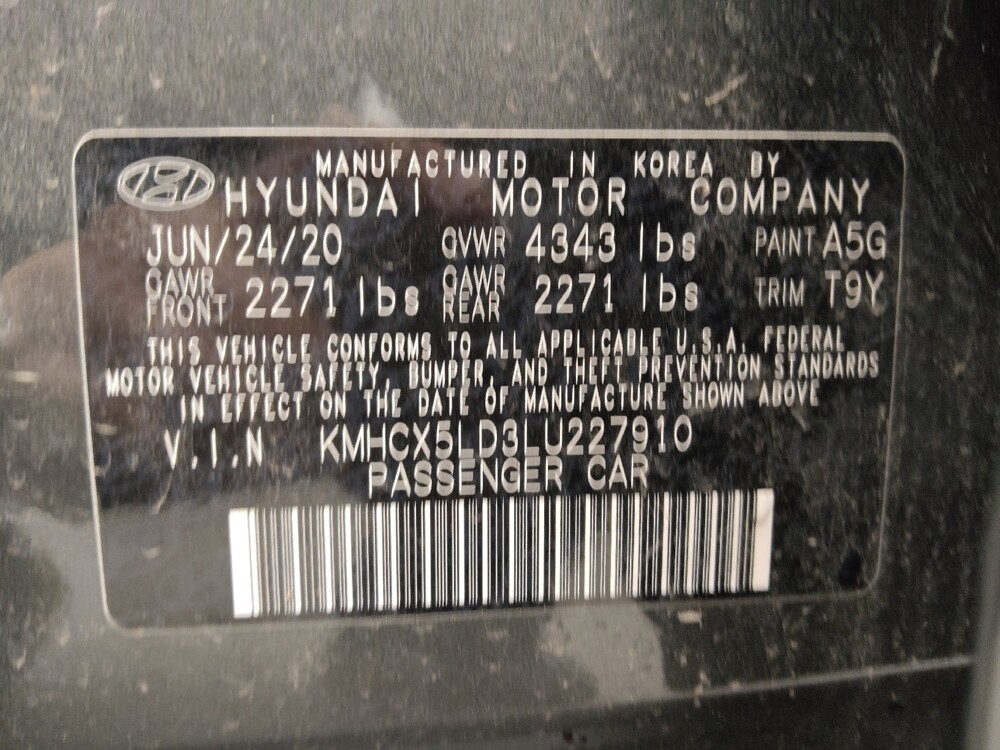 MANUFACTURED IN KOREA BY
HYUNDAI MOTOR COMPANY
JUN/24/20 GVWR 4343 lbs PAINT A5G
GAWR FRONT 2271 lbs GAWR REAR 2271 lbs TRIM T9Y
THIS VEHICLE CONFORMS TO ALL APPLICABLE U.S.A. FEDERAL
MOTOR VEHICLE SAFETY, BUMPER, AND THEFT PREVENTION STANDARDS
IN EFFECT ON THE DATE OF MANUFACTURE SHOWN ABOVE
V.I.N KMHCX5LD3LU227910
PASSENGER CAR